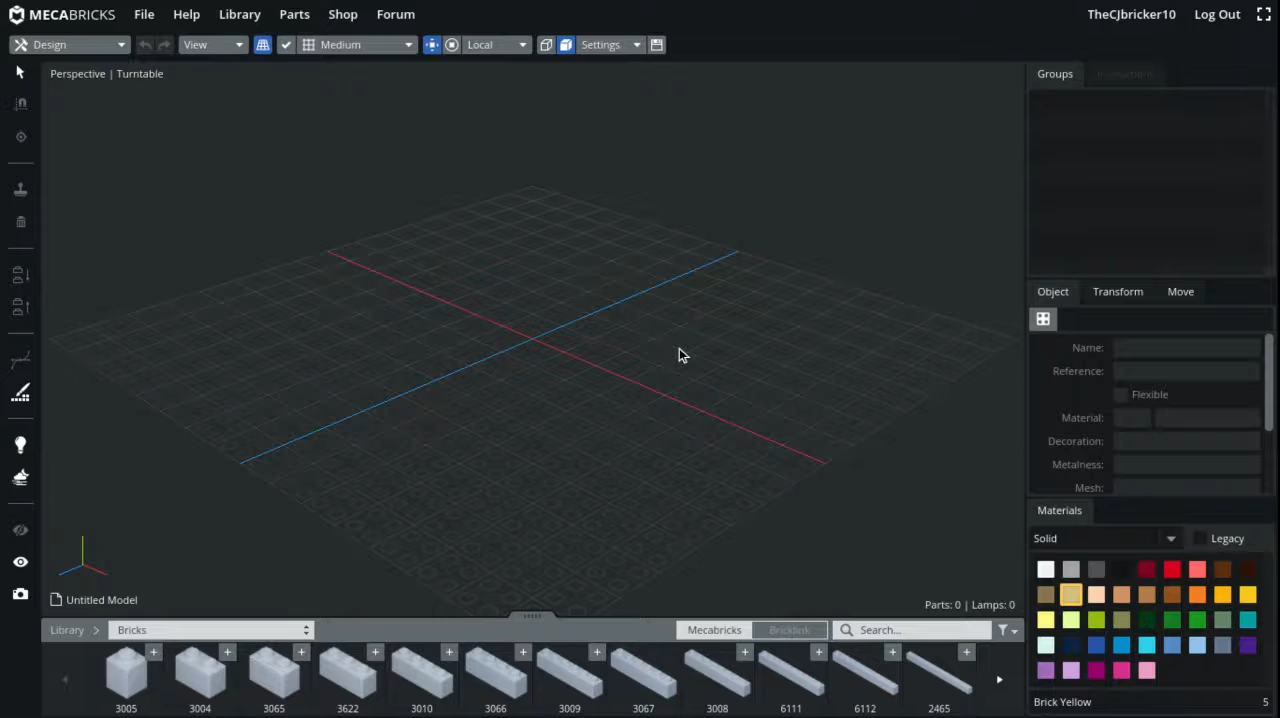 MECABRICKS File Help Library Parts Shop Forum TheCJbricker10 Log Out
Design View Medium Local Settings
Perspective | Turntable
Groups Instructions
Object Transform Move
Name:
Reference:
Flexible
Material:
Decoration:
Metalness:
Mesh:
Materials
Solid Legacy
Untitled Model Parts: 0 | Lamps: 0
Library Bricks Mecabricks Bricklink Search...
3005 3004 3065 3622 3010 3066 3009 3067 3008 6111 6112 2465
Brick Yellow 5